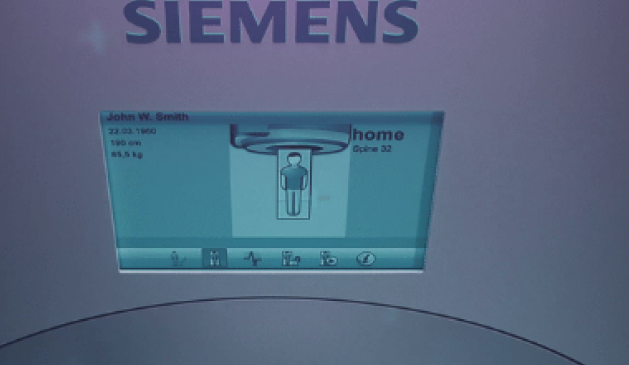 SIEMENS
John W. Smith
22.03.1960
190 cm
85,5 kg
home
Spine 32